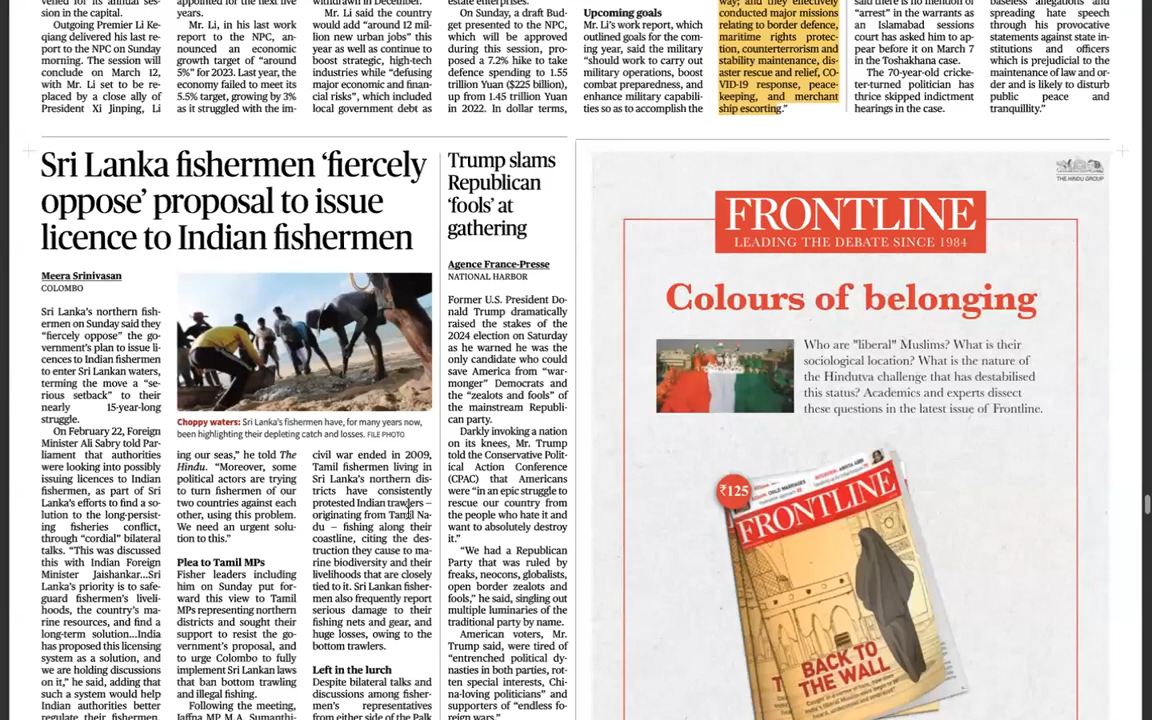 vened for its annual ses-
sion in the capital.
Outgoing Premier Li Ke-
qiang delivered his last re-
port to the NPC on Sunday
morning. The session will
conclude on March 12,
with Mr. Li set to be re-
placed by a close ally of
President Xi Jinping, Li
appointed for the next five
years.
Mr. Li, in his last work
report to the NPC, an-
nounced an economic
growth target of “around
5%” for 2023. Last year, the
economy failed to meet its
5.5% target, growing by 3%
as it struggled with the im-
withdrawn in December.
Mr. Li said the country
would add “around 12 mil-
lion new urban jobs” this
year as well as continue to
boost strategic, high-tech
industries while “defusing
major economic and finan-
cial risks”, which included
local government debt as
estate enterprises.
On Sunday, a draft Bud-
get presented to the NPC,
which will be approved
during this session, pro-
posed a 7.2% hike to take
defence spending to 1.55
trillion Yuan ($225 billion),
up from 1.45 trillion Yuan
in 2022. In dollar terms,
Upcoming goals
Mr. Li’s work report, which
outlined goals for the com-
ing year, said the military
“should work to carry out
military operations, boost
combat preparedness, and
enhance military capabili-
ties so as to accomplish the
way; and they effectively
conducted major missions
relating to border defence,
maritime rights protec-
tion, counterterrorism and
stability maintenance, dis-
aster rescue and relief, CO-
VID-19 response, peace-
keeping, and merchant
ship escorting.”
said there is no mention of
“arrest” in the warrants as
an Islamabad sessions
court has asked him to ap-
pear before it on March 7
in the Toshakhana case.
The 70-year-old cricke-
ter-turned politician has
thrice skipped indictment
hearings in the case.
baseless allegations and
spreading hate speech
through his provocative
statements against state in-
stitutions and officers
which is prejudicial to the
maintenance of law and or-
der and is likely to disturb
public peace and
tranquillity.”
Sri Lanka fishermen ‘fiercely
oppose’ proposal to issue
licence to Indian fishermen
Meera Srinivasan
COLOMBO
Sri Lanka’s northern fish-
ermen on Sunday said they
“fiercely oppose” the go-
vernment’s plan to issue li-
cences to Indian fishermen
to enter Sri Lankan waters,
terming the move a “se-
rious setback” to their
nearly 15-year-long
struggle.
On February 22, Foreign
Minister Ali Sabry told Par-
liament that authorities
were looking into possibly
issuing licences to Indian
fishermen, as part of Sri
Lanka’s efforts to find a so-
lution to the long-persist-
ing fisheries conflict,
through “cordial” bilateral
talks. “This was discussed
this with Indian Foreign
Minister Jaishankar...Sri
Lanka’s priority is to safe-
guard fishermen’s liveli-
hoods, the country’s ma-
rine resources, and find a
long-term solution...India
has proposed this licensing
system as a solution, and
we are holding discussions
on it,” he said, adding that
such a system would help
Indian authorities better
regulate their fishermen.
Choppy waters: Sri Lanka’s fishermen have, for many years now,
been highlighting their depleting catch and losses. FILE PHOTO
ing our seas,” he told The
Hindu. “Moreover, some
political actors are trying
to turn fishermen of our
two countries against each
other, using this problem.
We need an urgent solu-
tion to this.”
Plea to Tamil MPs
Fisher leaders including
him on Sunday put for-
ward this view to Tamil
MPs representing northern
districts and sought their
support to resist the go-
vernment’s proposal, and
to urge Colombo to fully
implement Sri Lankan laws
that ban bottom trawling
and illegal fishing.
Following the meeting,
Jaffna MP M.A. Sumanthi-
civil war ended in 2009,
Tamil fishermen living in
Sri Lanka’s northern dis-
tricts have consistently
protested Indian trawlers –
originating from Tamil Na-
du – fishing along their
coastline, citing the des-
truction they cause to ma-
rine biodiversity and their
livelihoods that are closely
tied to it. Sri Lankan fisher-
men also frequently report
serious damage to their
fishing nets and gear, and
huge losses, owing to the
bottom trawlers.
Left in the lurch
Despite bilateral talks and
discussions among fisher-
men’s representatives
from either side of the Palk
Trump slams
Republican
‘fools’ at
gathering
Agence France-Presse
NATIONAL HARBOR
Former U.S. President Do-
nald Trump dramatically
raised the stakes of the
2024 election on Saturday
as he warned he was the
only candidate who could
save America from “war-
monger” Democrats and
the “zealots and fools” of
the mainstream Republi-
can party.
Darkly invoking a nation
on its knees, Mr. Trump
told the Conservative Polit-
ical Action Conference
(CPAC) that Americans
were “in an epic struggle to
rescue our country from
the people who hate it and
want to absolutely destroy
it.”
“We had a Republican
Party that was ruled by
freaks, neocons, globalists,
open border zealots and
fools,” he said, singling out
multiple luminaries of the
traditional party by name.
American voters, Mr.
Trump said, were tired of
“entrenched political dy-
nasties in both parties, rot-
ten special interests, Chi-
na-loving politicians” and
supporters of “endless fo-
reign wars.”
THE HINDU GROUP
FRONTLINE
LEADING THE DEBATE SINCE 1984
Colours of belonging
Who are "liberal" Muslims? What is their
sociological location? What is the nature of
the Hindutva challenge that has destabilised
this status? Academics and experts dissect
these questions in the latest issue of Frontline.
₹125
CHILD MARRIAGES
FRONTLINE
BACK TO
THE WALL